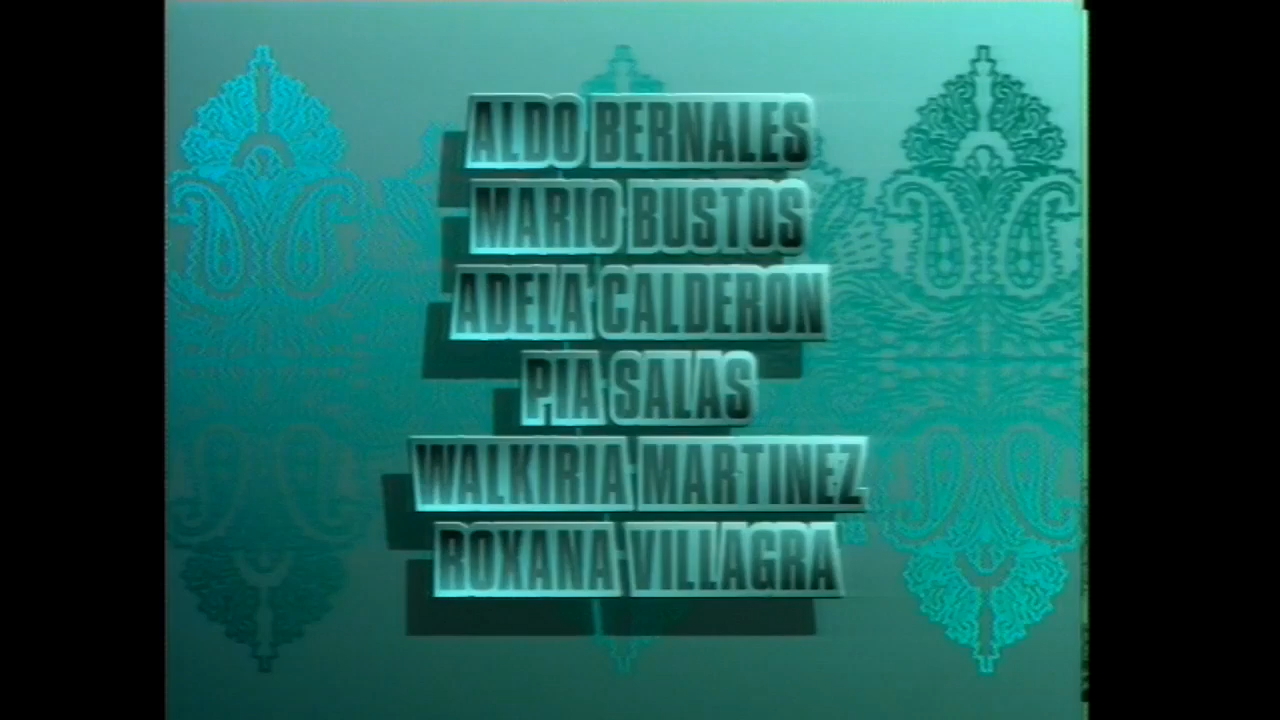 ALDO BERNALES
MARIO BUSTOS
ADELA CALDERON
PIA SALAS
WALKIRIA MARTINEZ
ROXANA VILLAGRA